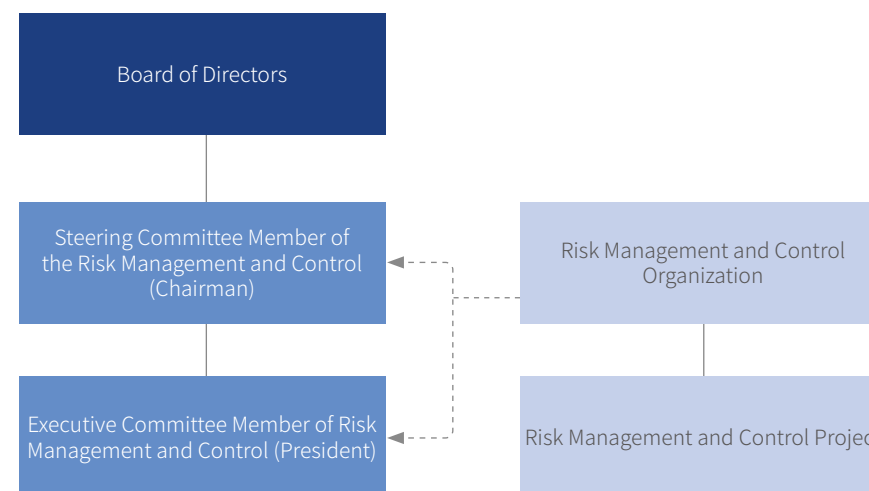 Board of Directors
Steering Committee Member of
the Risk Management and Control
(Chairman)
Risk Management and Control
Organization
Executive Committee Member of Risk
Management and Control (President)
Risk Management and Control Projec